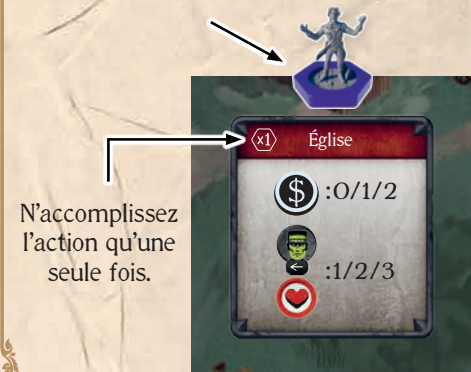 x1 Église
$ :0/1/2
:1/2/3
N'accomplissez
l'action qu'une
seule fois.